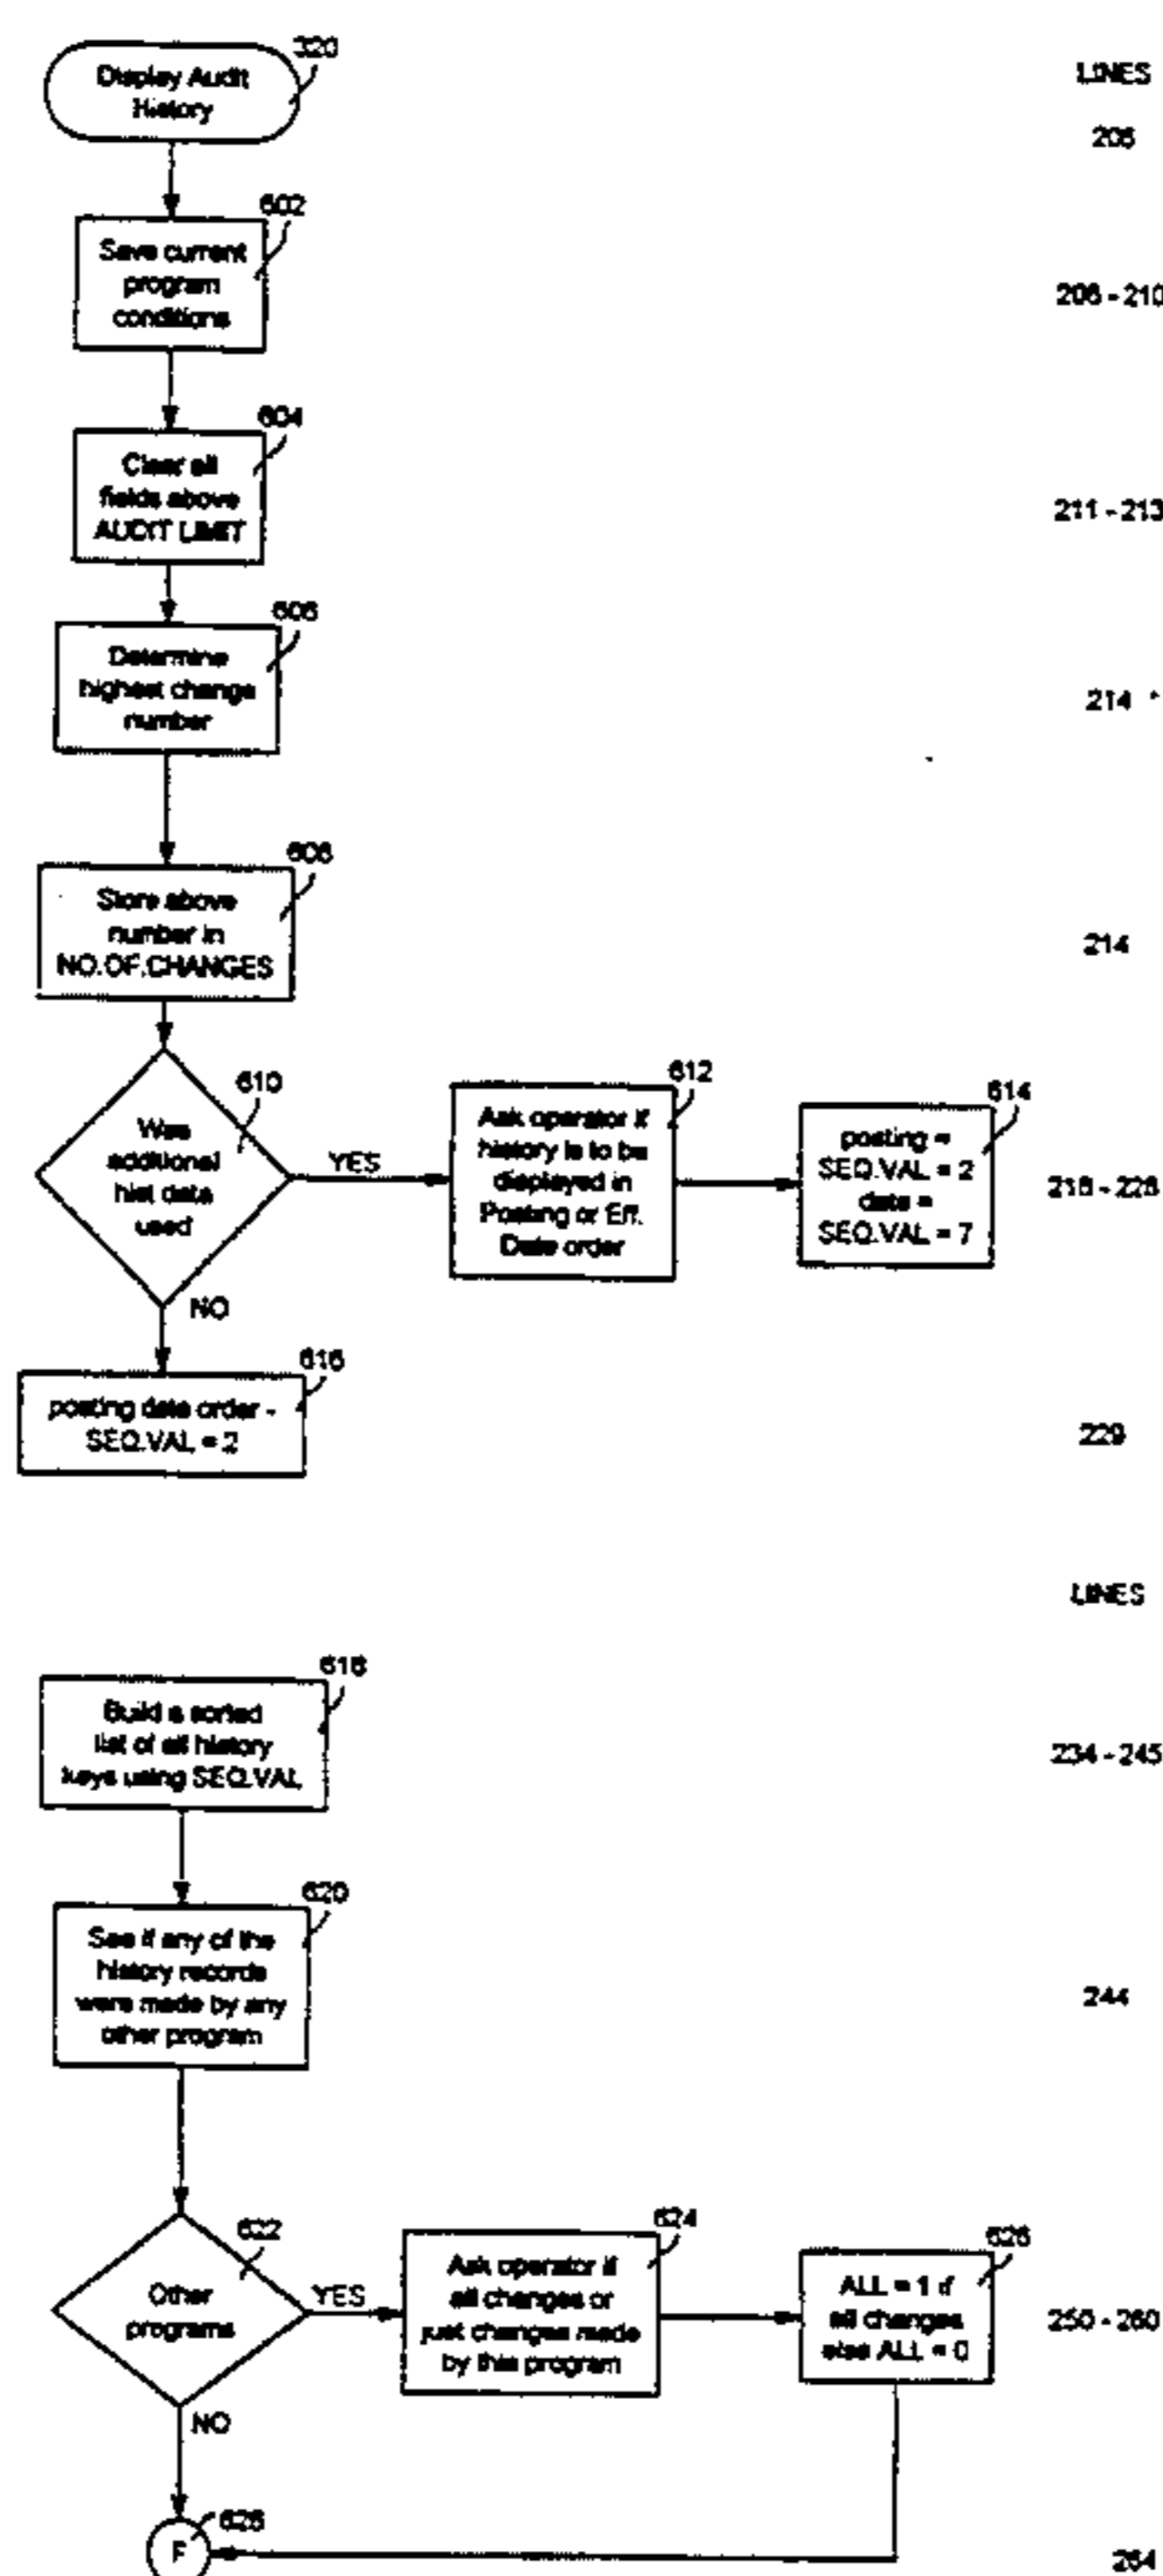 320
LINES
Display Audit
History
205
602
Save current
program
conditions
206 - 210
604
Clear all
fields above
AUDIT LIMIT
211 - 213
606
Determine
highest change
number
214
608
Store above
number in
NO.OF.CHANGES
214
610
Was
additional
hist data
used
YES
NO
612
Ask operator if
history is to be
displayed in
Posting or Eff.
Date order
614
posting =
SEQ.VAL = 2
date =
SEQ.VAL = 7
616
posting date order -
SEQ.VAL = 2
229
LINES
618
Build a sorted
list of all history
keys using SEQ.VAL
234 - 245
620
See if any of the
history records
were made by any
other program
244
622
Other
programs
YES
NO
624
Ask operator if
all changes or
just changes made
by this program
626
ALL = 1 if
all changes
else ALL = 0
250 - 260
628
F
264